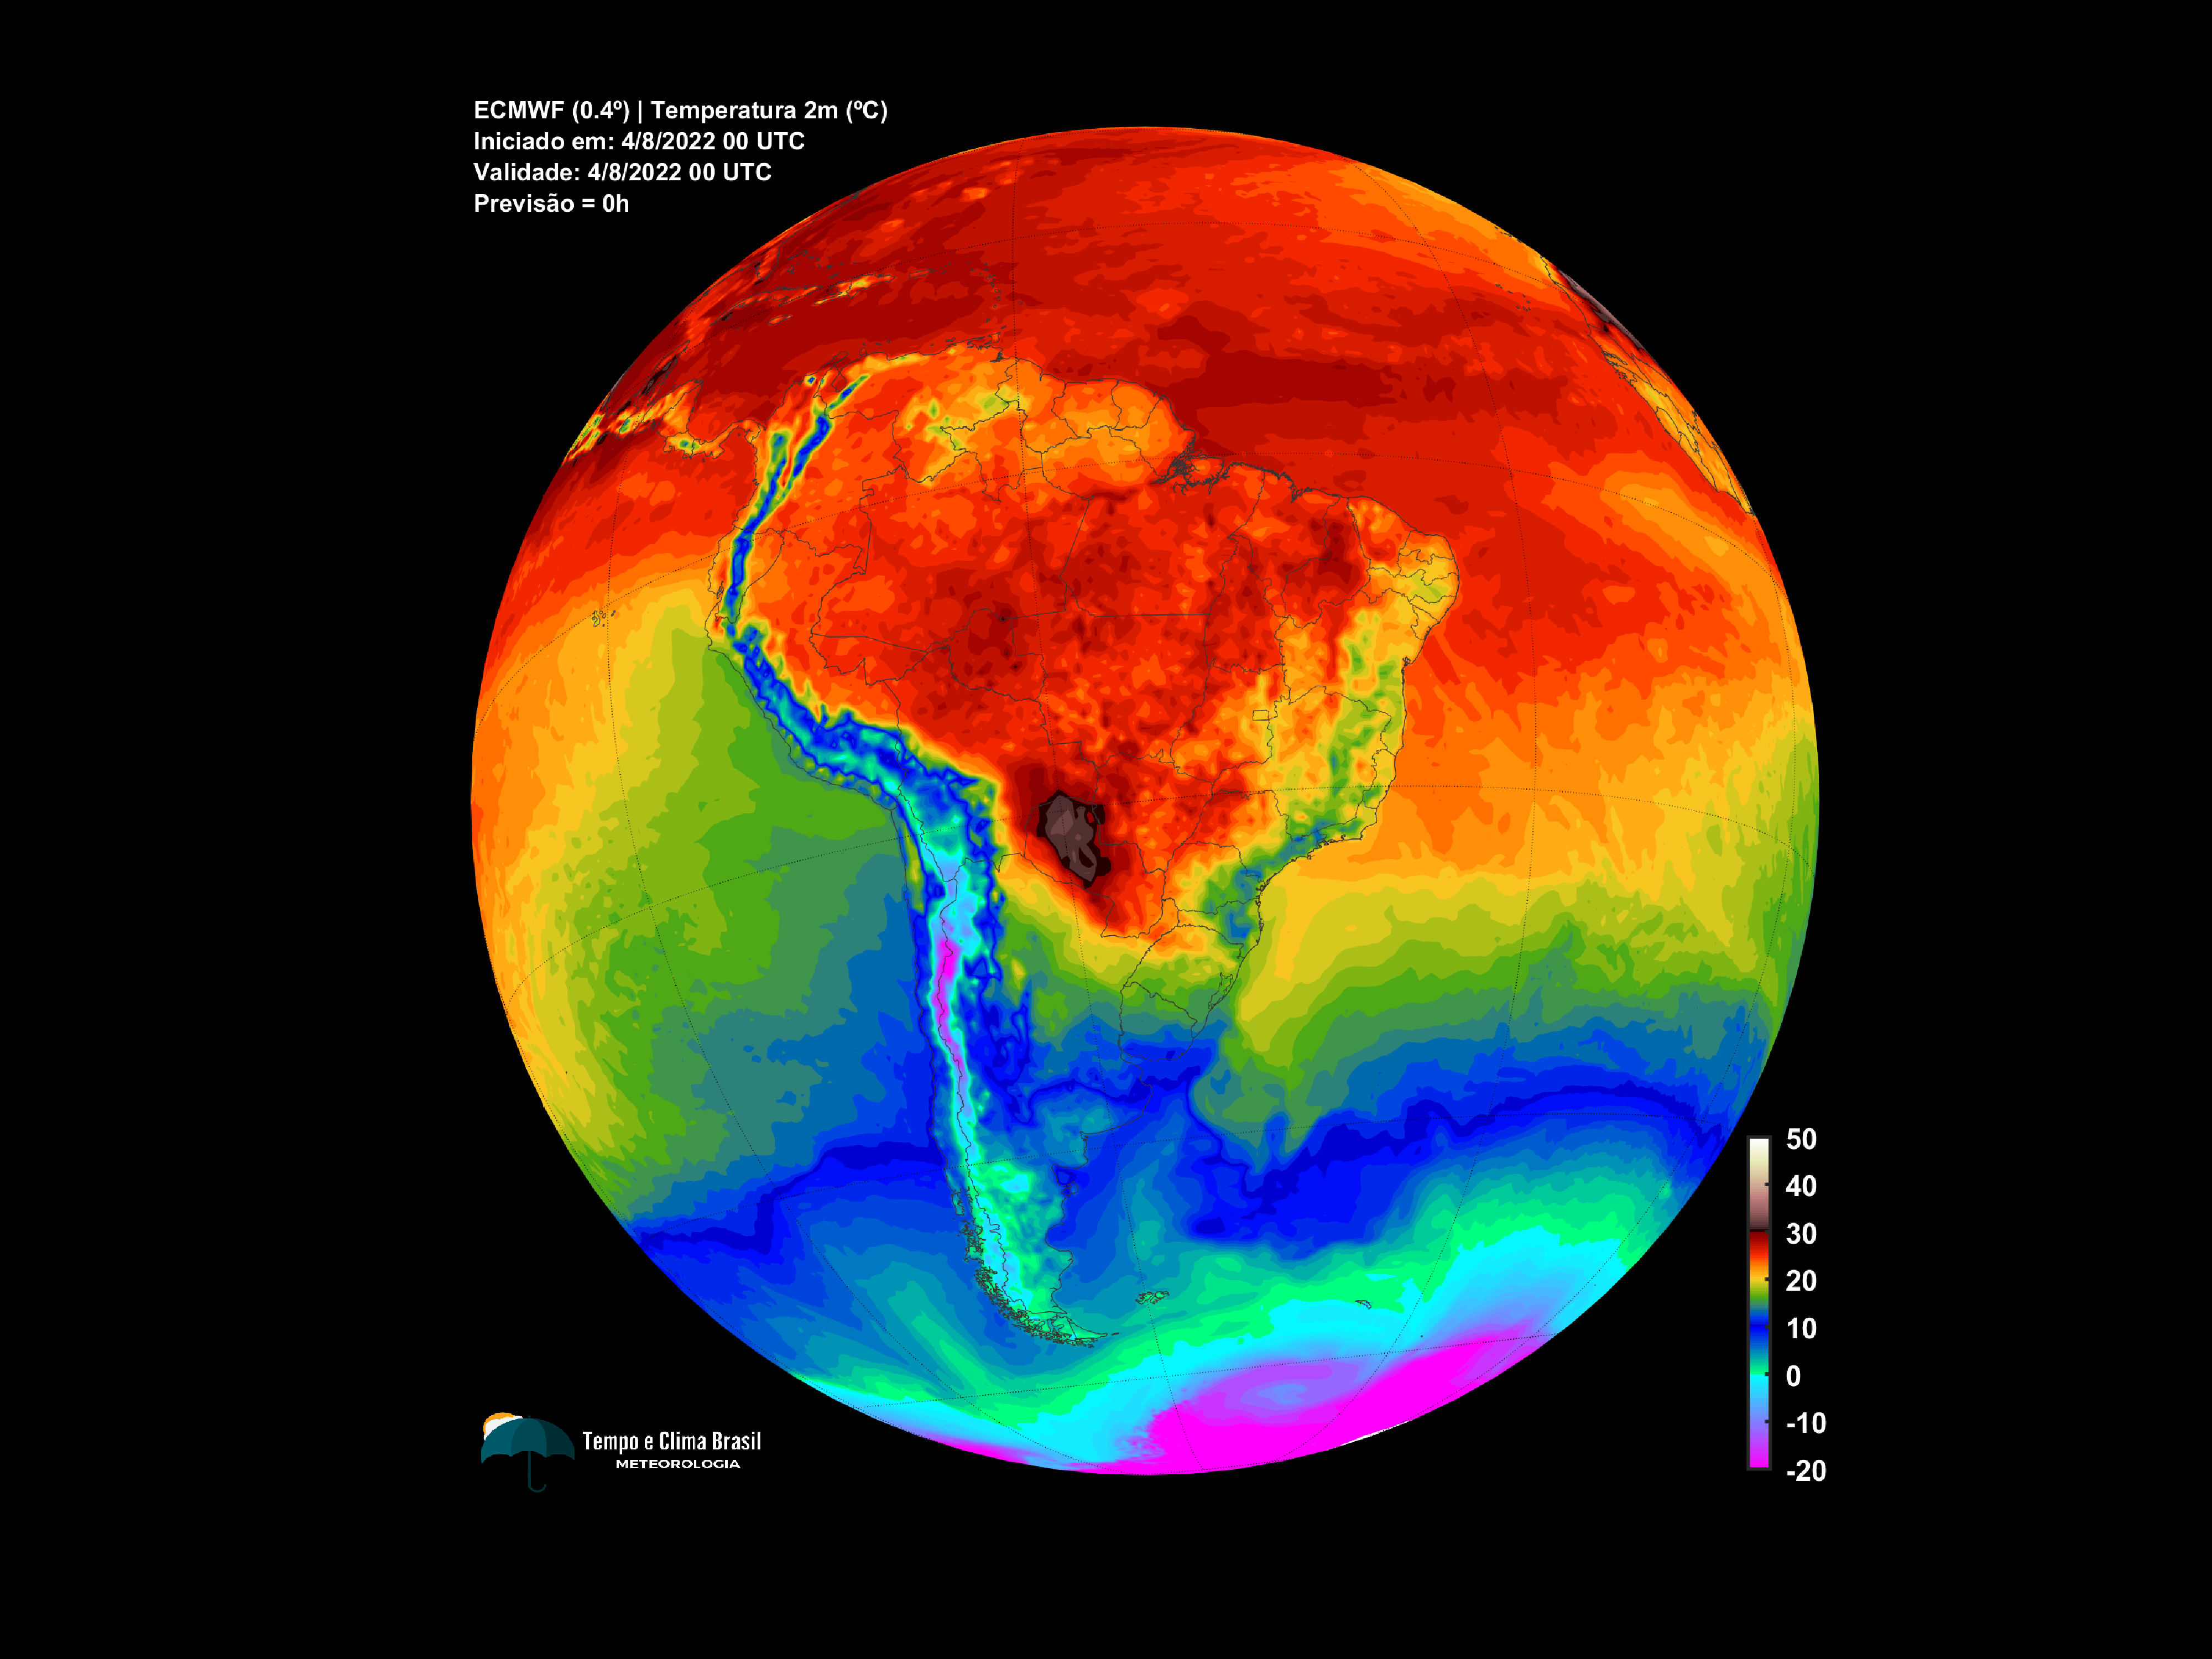 ECMWF (0.4º) | Temperatura 2m (ºC)
Iniciado em: 4/8/2022 00 UTC
Validade: 4/8/2022 00 UTC
Previsão = 0h
50
40
30
20
10
0
-10
-20
Tempo e Clima Brasil
METEOROLOGIA